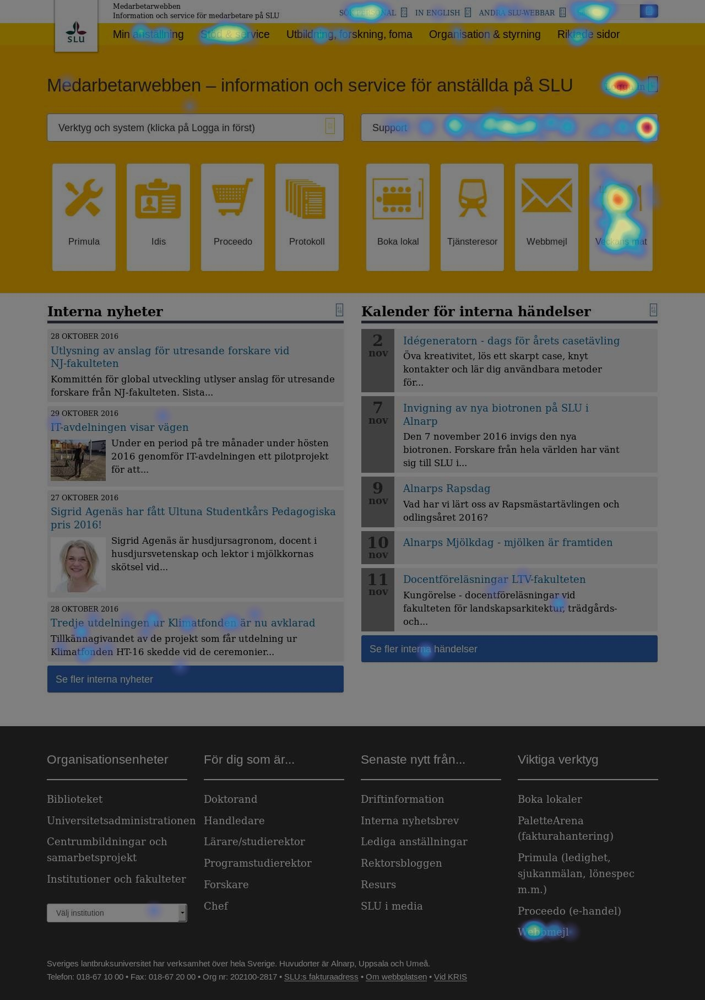 Medarbetarwebben
Information och service för medarbetare på SLU
SÖK PERSONAL
IN ENGLISH
ANDRA SLU-WEBBAR
SLU
Min anställning
Stöd & service
Utbildning, forskning, foma
Organisation & styrning
Riktade sidor
Medarbetarwebben – information och service för anställda på SLU
Logga in
Verktyg och system (klicka på Logga in först)
Support
Primula
Idis
Proceedo
Protokoll
Boka lokal
Tjänsteresor
Webbmejl
Veckans mat
Interna nyheter
28 OKTOBER 2016
Utlysning av anslag för utresande forskare vid
NJ-fakulteten
Kommittén för global utveckling utlyser anslag för utresande
forskare från NJ-fakulteten. Sista...
29 OKTOBER 2016
IT-avdelningen visar vägen
Under en period på tre månader under hösten
2016 genomför IT-avdelningen ett pilotprojekt
för att...
27 OKTOBER 2016
Sigrid Agenäs har fått Ultuna Studentkårs Pedagogiska
pris 2016!
Sigrid Agenäs är husdjursagronom, docent i
husdjursvetenskap och lektor i mjölkkornas
skötsel vid...
28 OKTOBER 2016
Tredje utdelningen ur Klimatfonden är nu avklarad
Tillkännagivandet av de projekt som får utdelning ur
Klimatfonden HT-16 skedde vid de ceremonier...
Se fler interna nyheter
Kalender för interna händelser
2
nov
Idégeneratorn - dags för årets casetävling
Öva kreativitet, lös ett skarpt case, knyt
kontakter och lär dig användbara metoder
för...
7
nov
Invigning av nya biotronen på SLU i
Alnarp
Den 7 november 2016 invigs den nya
biotronen. Forskare från hela världen har vänt
sig till SLU i...
9
nov
Alnarps Rapsdag
Vad har vi lärt oss av Rapsmästartävlingen och
odlingsåret 2016?
10
nov
Alnarps Mjölkdag - mjölken är framtiden
11
nov
Docentföreläsningar LTV-fakulteten
Kungörelse - docentföreläsningar vid
fakulteten för landskapsarkitektur, trädgårds-
och...
Se fler interna händelser
Organisationsenheter
Biblioteket
Universitetsadministrationen
Centrumbildningar och
samarbetsprojekt
Institutioner och fakulteter
Välj institution
För dig som är...
Doktorand
Handledare
Lärare/studierektor
Programstudierektor
Forskare
Chef
Senaste nytt från...
Driftinformation
Interna nyhetsbrev
Lediga anställningar
Rektorsbloggen
Resurs
SLU i media
Viktiga verktyg
Boka lokaler
PaletteArena
(fakturahantering)
Primula (ledighet,
sjukanmälan, lönespec
m.m.)
Proceedo (e-handel)
Webbmejl
Sveriges lantbruksuniversitet har verksamhet över hela Sverige. Huvudorter är Alnarp, Uppsala och Umeå.
Telefon: 018-67 10 00 • Fax: 018-67 20 00 • Org nr: 202100-2817 • SLU:s fakturaadress • Om webbplatsen • Vid KRIS